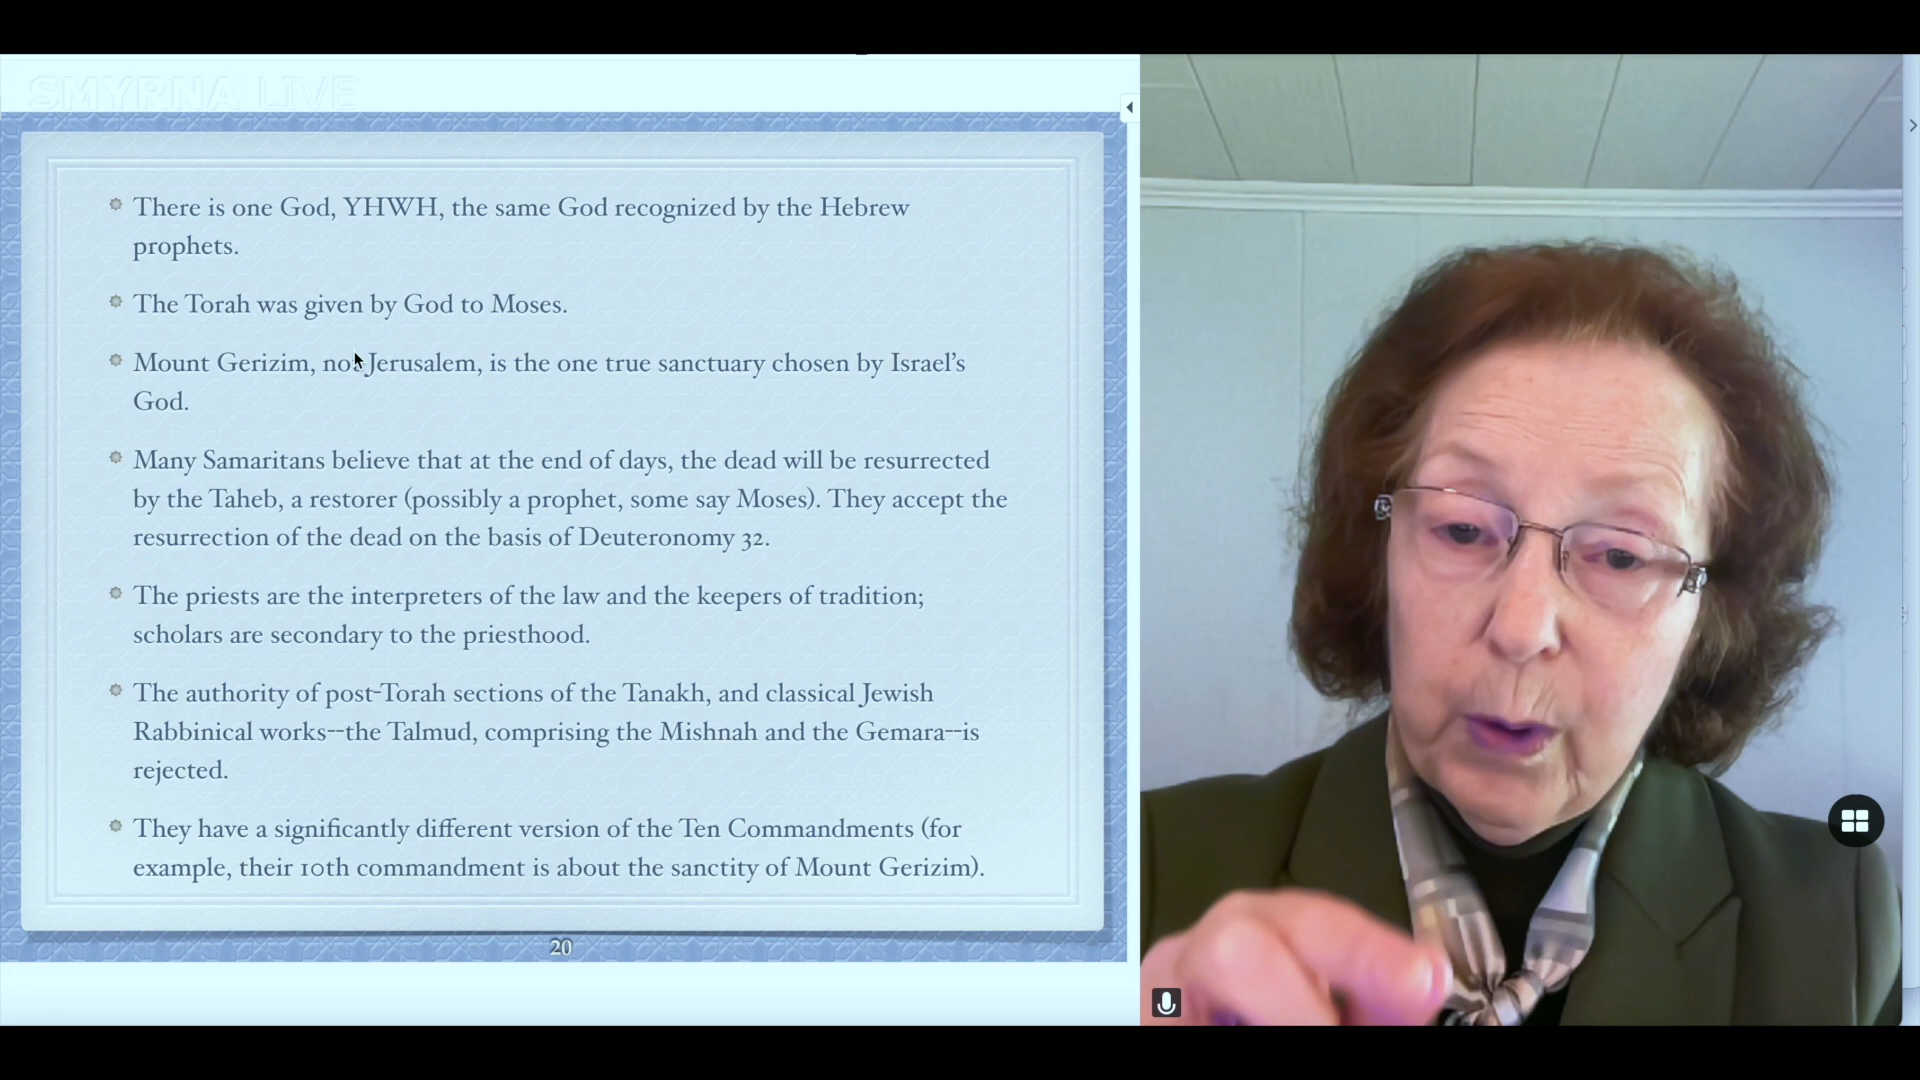 SMYRNA LIVE
There is one God, YHWH, the same God recognized by the Hebrew
prophets.
The Torah was given by God to Moses.
Mount Gerizim, not Jerusalem, is the one true sanctuary chosen by Israel’s
God.
Many Samaritans believe that at the end of days, the dead will be resurrected
by the Taheb, a restorer (possibly a prophet, some say Moses). They accept the
resurrection of the dead on the basis of Deuteronomy 32.
The priests are the interpreters of the law and the keepers of tradition;
scholars are secondary to the priesthood.
The authority of post-Torah sections of the Tanakh, and classical Jewish
Rabbinical works--the Talmud, comprising the Mishnah and the Gemara--is
rejected.
They have a significantly different version of the Ten Commandments (for
example, their 10th commandment is about the sanctity of Mount Gerizim).
20